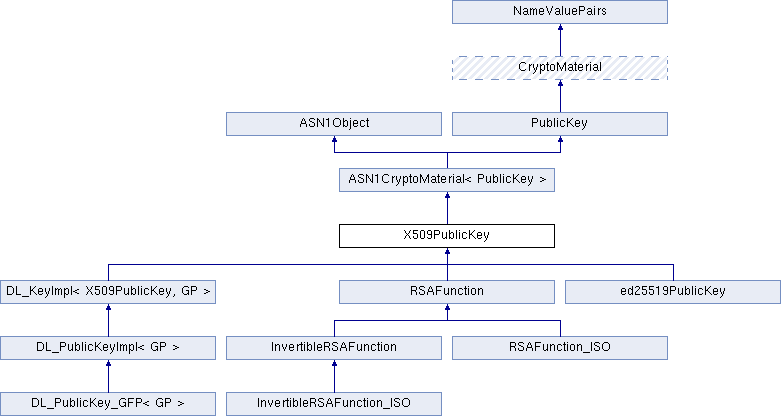 NameValuePairs
CryptoMaterial
ASN1Object
PublicKey
ASN1CryptoMaterial< PublicKey >
X509PublicKey
DL_KeyImpl< X509PublicKey, GP >
RSAFunction
ed25519PublicKey
DL_PublicKeyImpl< GP >
InvertibleRSAFunction
RSAFunction_ISO
DL_PublicKey_GFP< GP >
InvertibleRSAFunction_ISO